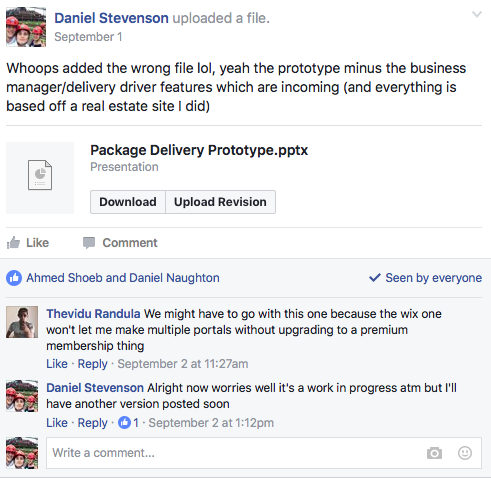 Daniel Stevenson uploaded a file.
September 1
Whoops added the wrong file lol, yeah the prototype minus the business
manager/delivery driver features which are incoming (and everything is
based off a real estate site I did)
Package Delivery Prototype.pptx
Presentation
Download Upload Revision
Like Comment
Ahmed Shoeb and Daniel Naughton Seen by everyone
Thevidu Randula We might have to go with this one because the wix one
won't let me make multiple portals without upgrading to a premium
membership thing
Like · Reply · September 2 at 11:27am
Daniel Stevenson Alright now worries well it's a work in progress atm but I'll
have another version posted soon
Like · Reply · 1 · September 2 at 1:12pm
Write a comment...